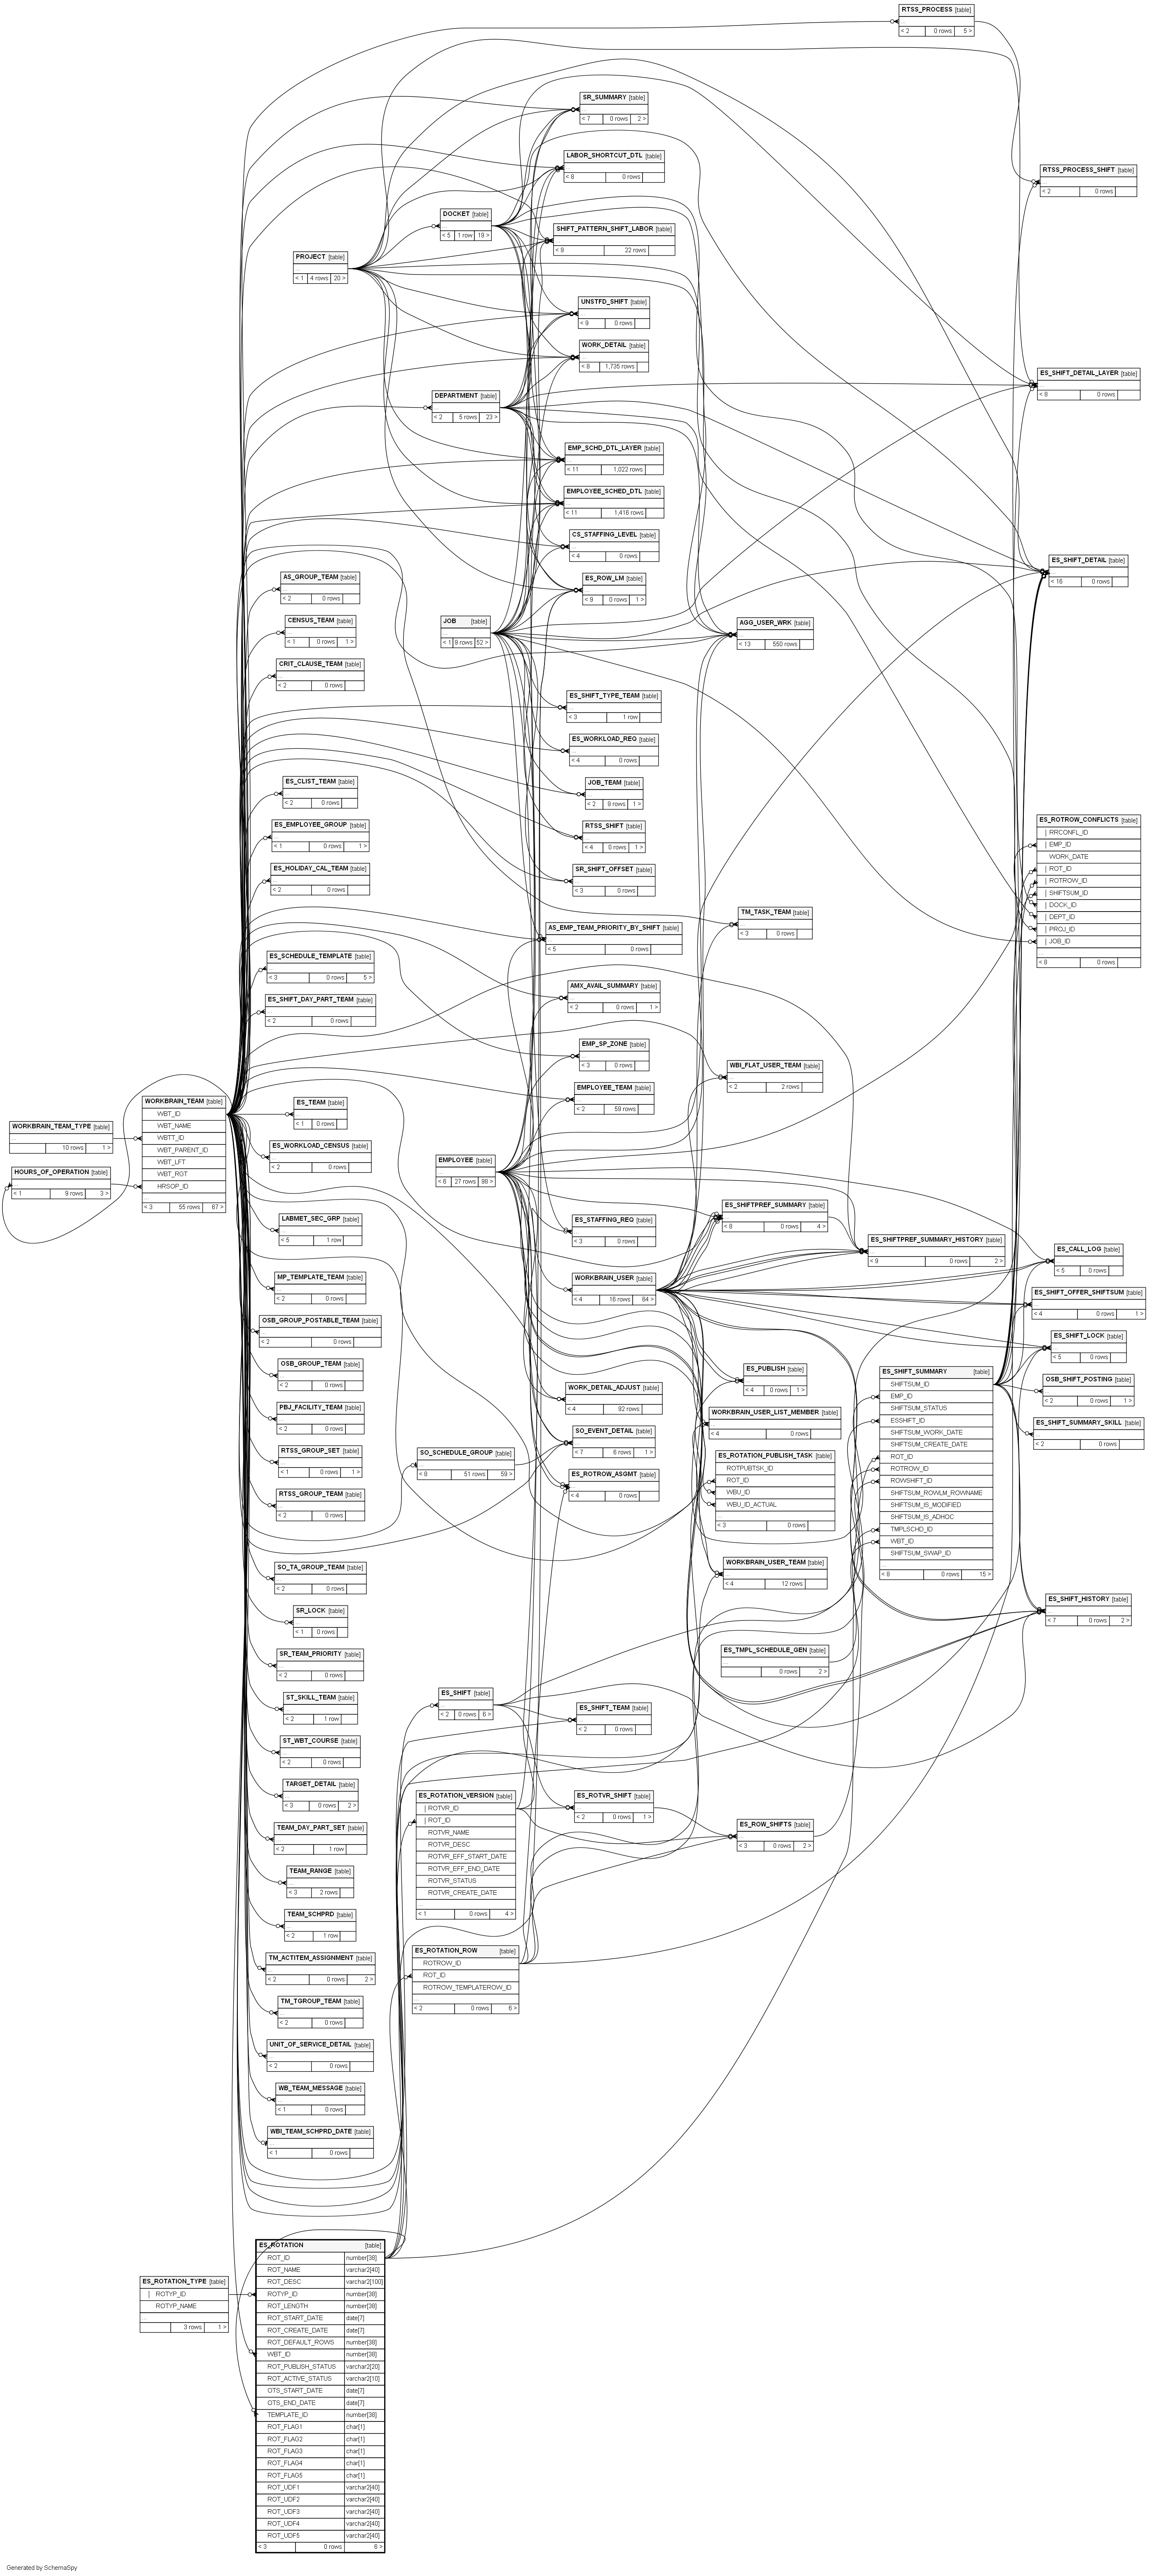 RTSS_PROCESS [table]
...
< 2 0 rows 5 >
SR_SUMMARY [table]
...
< 7 0 rows 2 >
LABOR_SHORTCUT_DTL [table]
...
< 8 0 rows
RTSS_PROCESS_SHIFT [table]
...
< 2 0 rows
DOCKET [table]
...
< 5 1 row 19 >
SHIFT_PATTERN_SHIFT_LABOR [table]
...
< 9 22 rows
PROJECT [table]
...
< 1 4 rows 20 >
UNSTFD_SHIFT [table]
...
< 9 0 rows
WORK_DETAIL [table]
...
< 8 1,735 rows
ES_SHIFT_DETAIL_LAYER [table]
...
< 8 0 rows
DEPARTMENT [table]
...
< 2 5 rows 23 >
EMP_SCHD_DTL_LAYER [table]
...
< 11 1,022 rows
EMPLOYEE_SCHED_DTL [table]
...
< 11 1,416 rows
CS_STAFFING_LEVEL [table]
...
< 4 0 rows
ES_SHIFT_DETAIL [table]
...
< 16 0 rows
AS_GROUP_TEAM [table]
...
< 2 0 rows
ES_ROW_LM [table]
...
< 9 0 rows 1 >
CENSUS_TEAM [table]
...
< 1 0 rows 1 >
JOB [table]
...
< 1 9 rows 52 >
AGG_USER_WRK [table]
...
< 13 550 rows
CRIT_CLAUSE_TEAM [table]
...
< 2 0 rows
ES_SHIFT_TYPE_TEAM [table]
...
< 3 1 row
ES_WORKLOAD_REQ [table]
...
< 4 0 rows
ES_CLIST_TEAM [table]
...
< 2 0 rows
JOB_TEAM [table]
...
< 2 9 rows 1 >
ES_EMPLOYEE_GROUP [table]
...
< 1 0 rows 1 >
RTSS_SHIFT [table]
...
< 4 0 rows 1 >
ES_HOLIDAY_CAL_TEAM [table]
...
< 2 0 rows
SR_SHIFT_OFFSET [table]
...
< 3 0 rows
ES_ROTROW_CONFLICTS [table]
RRCONFL_ID
EMP_ID
WORK_DATE
ROT_ID
ROTROW_ID
SHIFTSUM_ID
DOCK_ID
DEPT_ID
PROJ_ID
JOB_ID
...
< 8 0 rows
TM_TASK_TEAM [table]
...
< 3 0 rows
AS_EMP_TEAM_PRIORITY_BY_SHIFT [table]
...
< 5 0 rows
ES_SCHEDULE_TEMPLATE [table]
...
< 3 0 rows 5 >
AMX_AVAIL_SUMMARY [table]
...
< 2 0 rows 1 >
ES_SHIFT_DAY_PART_TEAM [table]
...
< 2 0 rows
EMP_SP_ZONE [table]
...
< 3 0 rows
WBI_FLAT_USER_TEAM [table]
...
< 2 2 rows
EMPLOYEE_TEAM [table]
...
< 2 59 rows
WORKBRAIN_TEAM [table]
WBT_ID
WBT_NAME
WBTT_ID
WBT_PARENT_ID
WBT_LFT
WBT_RGT
HRSOP_ID
...
< 3 55 rows 67 >
WORKBRAIN_TEAM_TYPE [table]
...
10 rows 1 >
HOURS_OF_OPERATION [table]
...
< 1 9 rows 3 >
ES_TEAM [table]
...
< 1 0 rows
ES_WORKLOAD_CENSUS [table]
...
< 2 0 rows
EMPLOYEE [table]
...
< 6 27 rows 98 >
LABMET_SEC_GRP [table]
...
< 5 1 row
ES_STAFFING_REQ [table]
...
< 3 0 rows
ES_SHIFTPREF_SUMMARY [table]
...
< 8 0 rows 4 >
ES_SHIFTPREF_SUMMARY_HISTORY [table]
...
< 9 0 rows 2 >
ES_CALL_LOG [table]
...
< 5 0 rows
MP_TEMPLATE_TEAM [table]
...
< 2 0 rows
WORKBRAIN_USER [table]
...
< 4 16 rows 64 >
ES_SHIFT_OFFER_SHIFTSUM [table]
...
< 4 0 rows 1 >
OSB_GROUP_POSTABLE_TEAM [table]
...
< 2 0 rows
ES_SHIFT_LOCK [table]
...
< 5 0 rows
OSB_GROUP_TEAM [table]
...
< 2 0 rows
ES_PUBLISH [table]
...
< 4 0 rows 1 >
OSB_SHIFT_POSTING [table]
...
< 2 0 rows 1 >
ES_SHIFT_SUMMARY [table]
SHIFTSUM_ID
EMP_ID
SHIFTSUM_STATUS
ESSHIFT_ID
SHIFTSUM_WORK_DATE
SHIFTSUM_CREATE_DATE
ROT_ID
ROTROW_ID
ROWSHIFT_ID
SHIFTSUM_ROWLM_ROWNAME
SHIFTSUM_IS_MODIFIED
SHIFTSUM_IS_ADHOC
TMPLSCHD_ID
WBT_ID
SHIFTSUM_SWAP_ID
...
< 6 0 rows 15 >
WORK_DETAIL_ADJUST [table]
...
< 4 92 rows
PBJ_FACILITY_TEAM [table]
...
< 2 0 rows
WORKBRAIN_USER_LIST_MEMBER [table]
...
< 4 0 rows
ES_SHIFT_SUMMARY_SKILL [table]
...
< 2 0 rows
SO_EVENT_DETAIL [table]
...
< 7 6 rows 1 >
RTSS_GROUP_SET [table]
...
< 1 0 rows 1 >
SO_SCHEDULE_GROUP [table]
...
< 8 51 rows 59 >
ES_ROTATION_PUBLISH_TASK [table]
ROTPUBTSK_ID
ROT_ID
WBU_ID
WBU_ID_ACTUAL
...
< 3 0 rows
ES_ROTROW_ASGMT [table]
...
< 4 0 rows
RTSS_GROUP_TEAM [table]
...
< 2 0 rows
WORKBRAIN_USER_TEAM [table]
...
< 4 12 rows
SO_TA_GROUP_TEAM [table]
...
< 2 0 rows
ES_SHIFT_HISTORY [table]
...
< 7 0 rows 2 >
SR_LOCK [table]
...
< 1 0 rows
ES_TMPL_SCHEDULE_GEN [table]
...
0 rows 2 >
SR_TEAM_PRIORITY [table]
...
< 2 0 rows
ES_SHIFT [table]
...
< 2 0 rows 6 >
ST_SKILL_TEAM [table]
...
< 2 1 row
ES_SHIFT_TEAM [table]
...
< 2 0 rows
ST_WBT_COURSE [table]
...
< 2 0 rows
TARGET_DETAIL [table]
...
< 3 0 rows 2 >
ES_ROTATION_VERSION [table]
ROTVR_ID
ROT_ID
ROTVR_NAME
ROTVR_DESC
ROTVR_EFF_START_DATE
ROTVR_EFF_END_DATE
ROTVR_STATUS
ROTVR_CREATE_DATE
...
< 1 0 rows 4 >
ES_ROTVR_SHIFT [table]
...
< 2 0 rows 1 >
ES_ROW_SHIFTS [table]
...
< 3 0 rows 2 >
TEAM_DAY_PART_SET [table]
...
< 2 1 row
TEAM_RANGE [table]
...
< 3 2 rows
TEAM_SCHPRD [table]
...
< 2 1 row
ES_ROTATION_ROW [table]
ROTROW_ID
ROT_ID
ROTROW_TEMPLATEROW_ID
...
< 2 0 rows 6 >
TM_ACTITEM_ASSIGNMENT [table]
...
< 2 0 rows 2 >
TM_TGROUP_TEAM [table]
...
< 2 0 rows
UNIT_OF_SERVICE_DETAIL [table]
...
< 2 0 rows
WB_TEAM_MESSAGE [table]
...
< 1 0 rows
WBI_TEAM_SCHPRD_DATE [table]
...
< 1 0 rows
ES_ROTATION_TYPE [table]
ROTYP_ID
ROTYP_NAME
...
3 rows 1 >
ES_ROTATION [table]
ROT_ID number[38]
ROT_NAME varchar2[40]
ROT_DESC varchar2[100]
ROTYP_ID number[38]
ROT_LENGTH number[38]
ROT_START_DATE date[7]
ROT_CREATE_DATE date[7]
ROT_DEFAULT_ROWS number[38]
WBT_ID number[38]
ROT_PUBLISH_STATUS varchar2[20]
ROT_ACTIVE_STATUS varchar2[10]
OTS_START_DATE date[7]
OTS_END_DATE date[7]
TEMPLATE_ID number[38]
ROT_FLAG1 char[1]
ROT_FLAG2 char[1]
ROT_FLAG3 char[1]
ROT_FLAG4 char[1]
ROT_FLAG5 char[1]
ROT_UDF1 varchar2[40]
ROT_UDF2 varchar2[40]
ROT_UDF3 varchar2[40]
ROT_UDF4 varchar2[40]
ROT_UDF5 varchar2[40]
< 3 0 rows 6 >
Generated by SchemaSpy